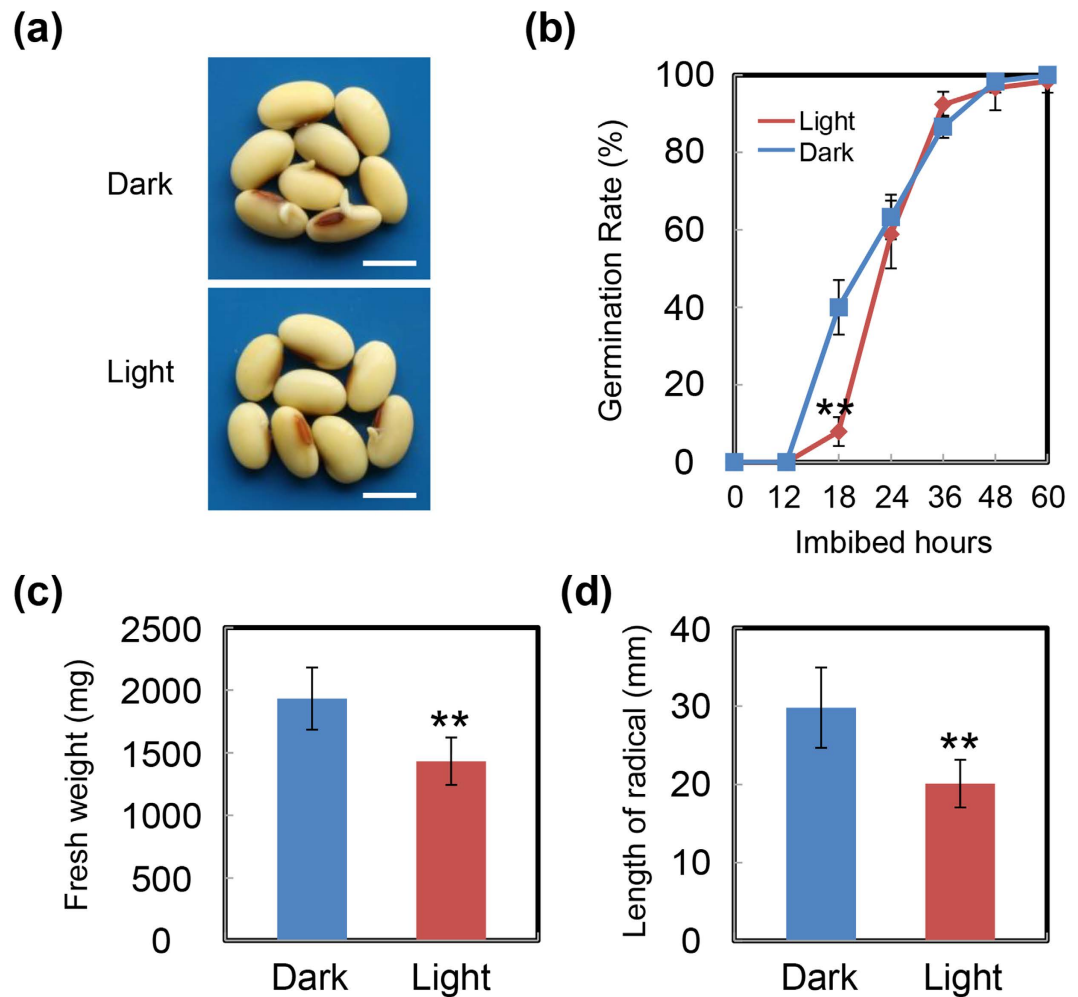 (a)
Dark
Light
(b)
Germination Rate (%)
100
80
60
40
20
0
Light
Dark
**
0 12 18 24 36 48 60
Imbibed hours
(c)
Fresh weight (mg)
2500
2000
1500
1000
500
0
**
Dark Light
(d)
Length of radical (mm)
40
30
20
10
0
**
Dark Light